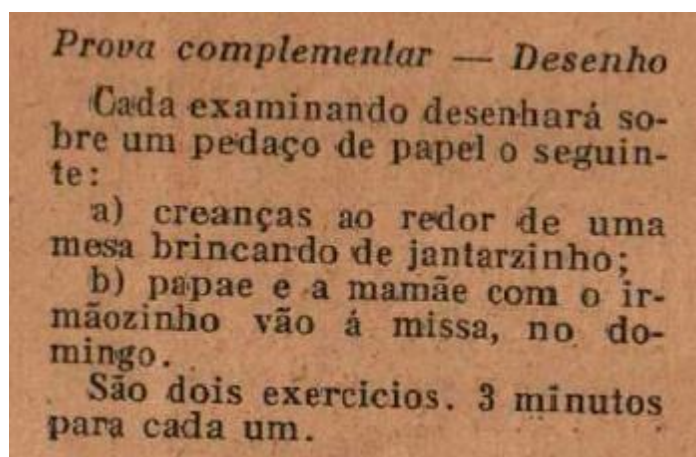 Prova complementar — Desenho
Cada examinando desenhará so-
bre um pedaço de papel o seguin-
te:
a) creanças ao redor de uma
mesa brincando de jantarzinho;
b) papae e a mamãe com o ir-
mãozinho vão á missa, no do-
mingo.
São dois exercicios. 3 minutos
para cada um.